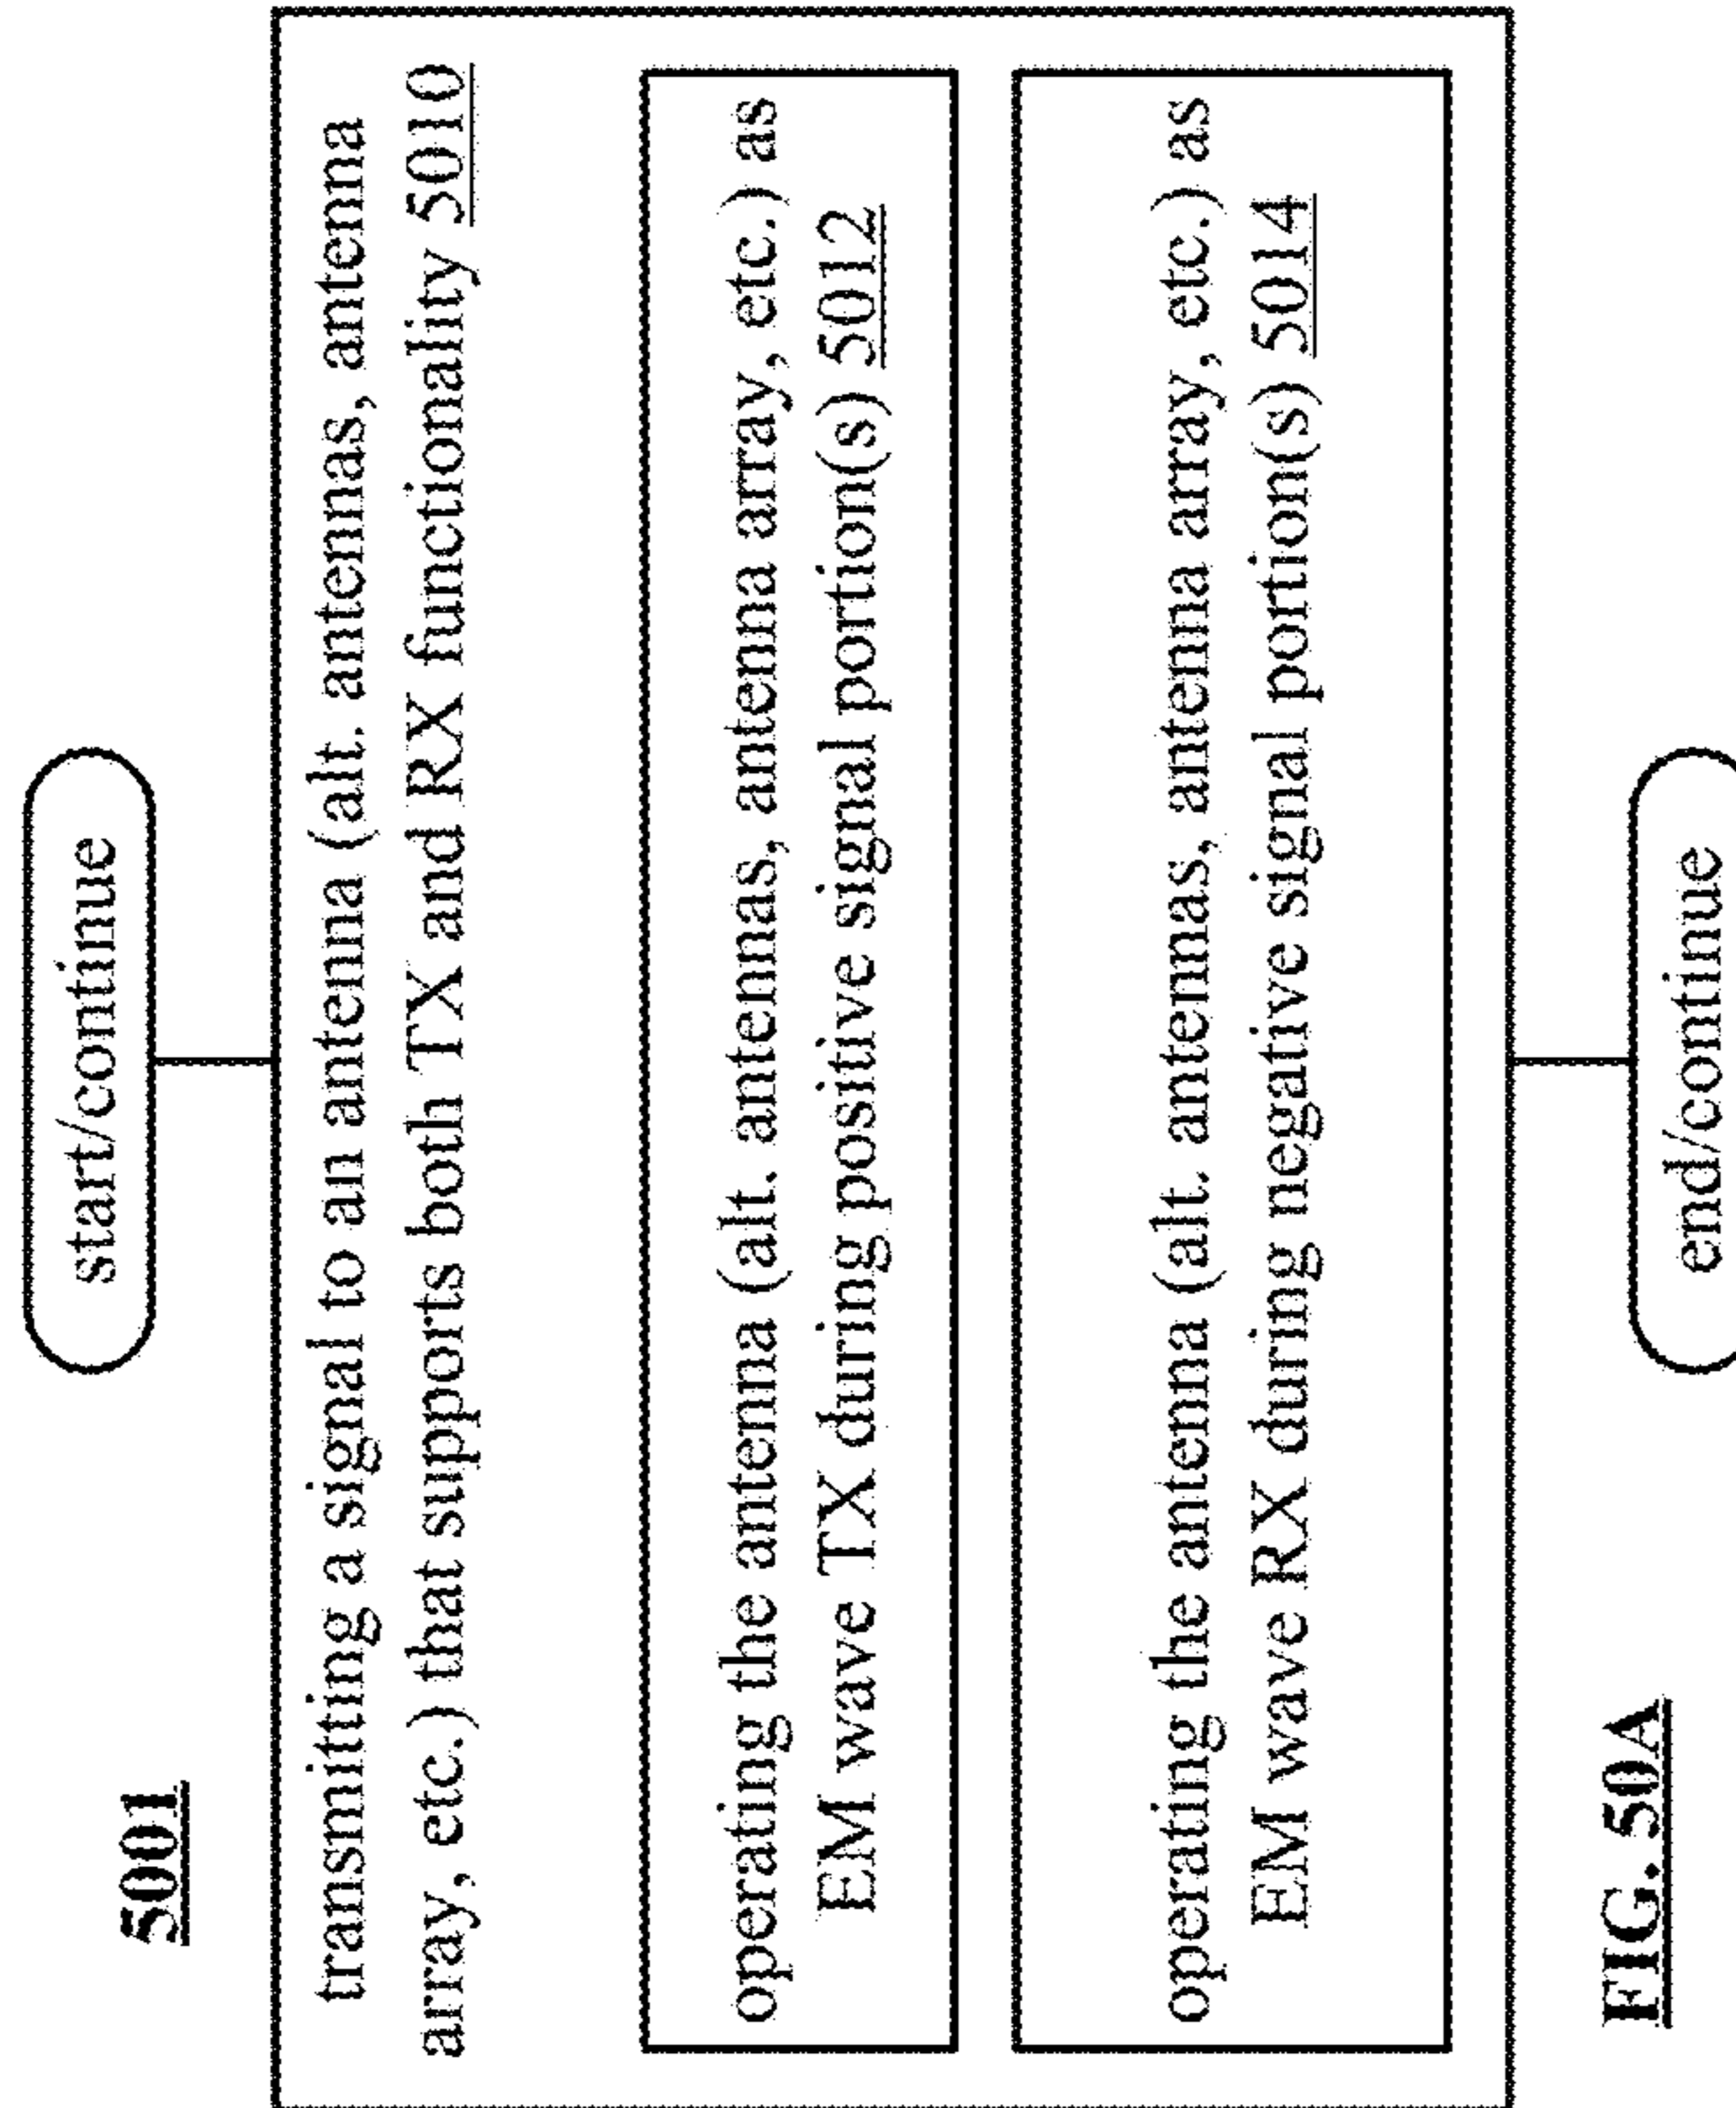 5001
start/continue
transmitting a signal to an antenna (alt. antennas, antenna
array, etc.) that supports both TX and RX functionality 5010
operating the antenna (alt. antennas, antenna array, etc.) as
EM wave TX during positive signal portion(s) 5012
operating the antenna (alt. antennas, antenna array, etc.) as
EM wave RX during negative signal portion(s) 5014
end/continue
FIG. 50A